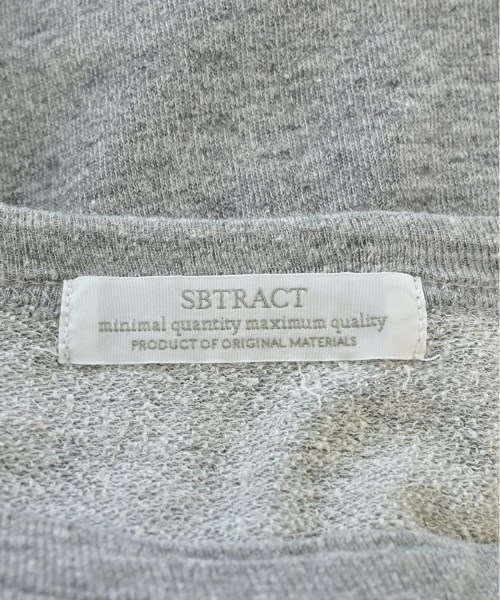 SBTRACT
minimal quantity maximum quality
PRODUCT OF ORIGINAL MATERIALS